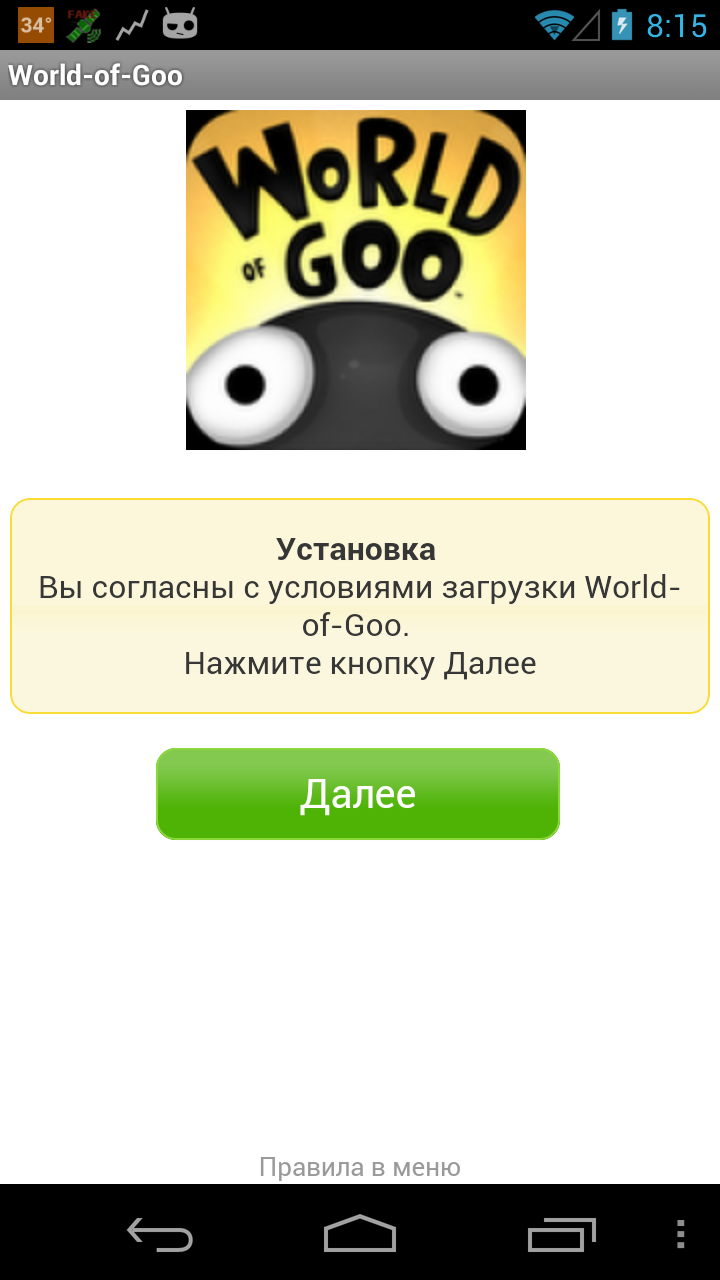 34°
FAKE
8:15
World-of-Goo
WORLD
OF GOO
Установка
Вы согласны с условиями загрузки World-
of-Goo.
Нажмите кнопку Далее
Далее
Правила в меню